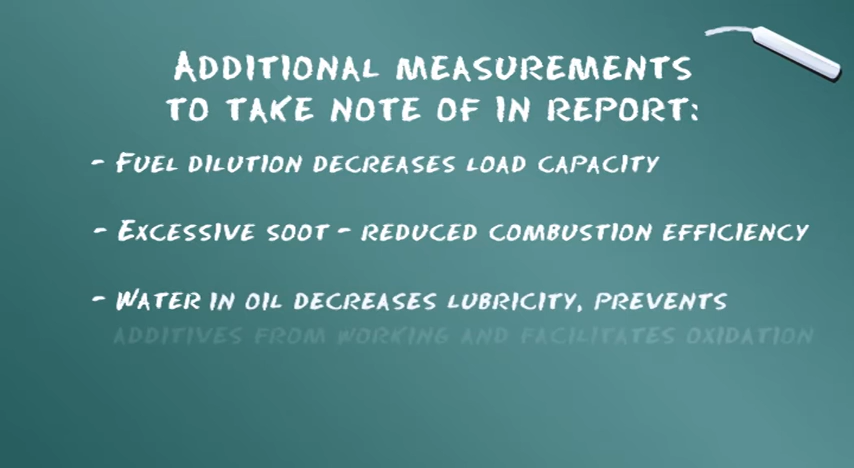 Additional measurements
to take note of in report:
- Fuel dilution decreases load capacity
- Excessive soot - reduced combustion efficiency
- Water in oil decreases lubricity, prevents
additives from working and facilitates oxidation